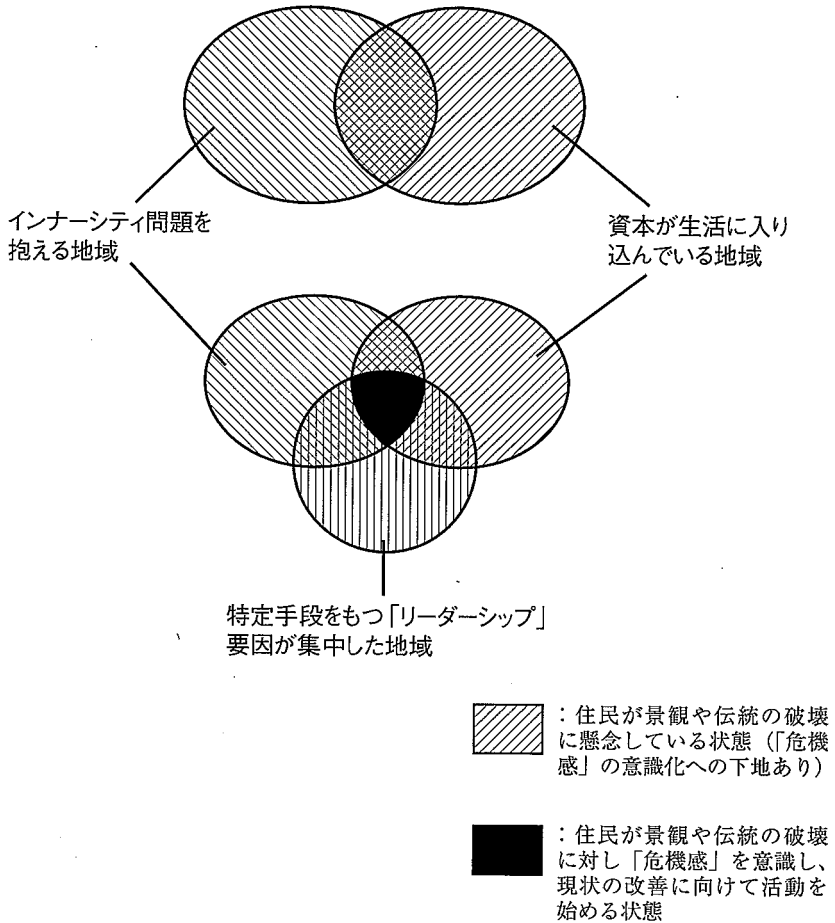 インナーシティ問題を
抱える地域
資本が生活に入り
込んでいる地域
特定手段をもつ「リーダーシップ」
要因が集中した地域
：住民が景観や伝統の破壊
に懸念している状態（「危機
感」の意識化への下地あり）
：住民が景観や伝統の破壊
に対し「危機感」を意識し、
現状の改善に向けて活動を
始める状態